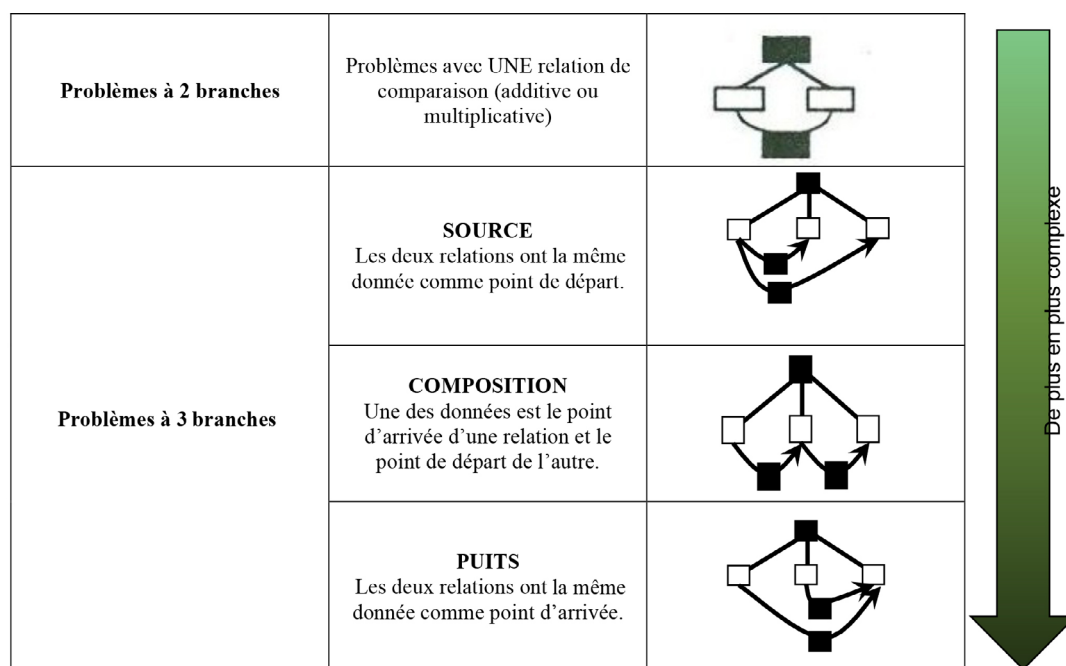 Problèmes à 2 branches
Problèmes avec UNE relation de
comparaison (additive ou
multiplicative)
Problèmes à 3 branches
SOURCE
Les deux relations ont la même
donnée comme point de départ.
COMPOSITION
Une des données est le point
d'arrivée d'une relation et le
point de départ de l'autre.
PUITS
Les deux relations ont la même
donnée comme point d'arrivée.
De plus en plus complexe